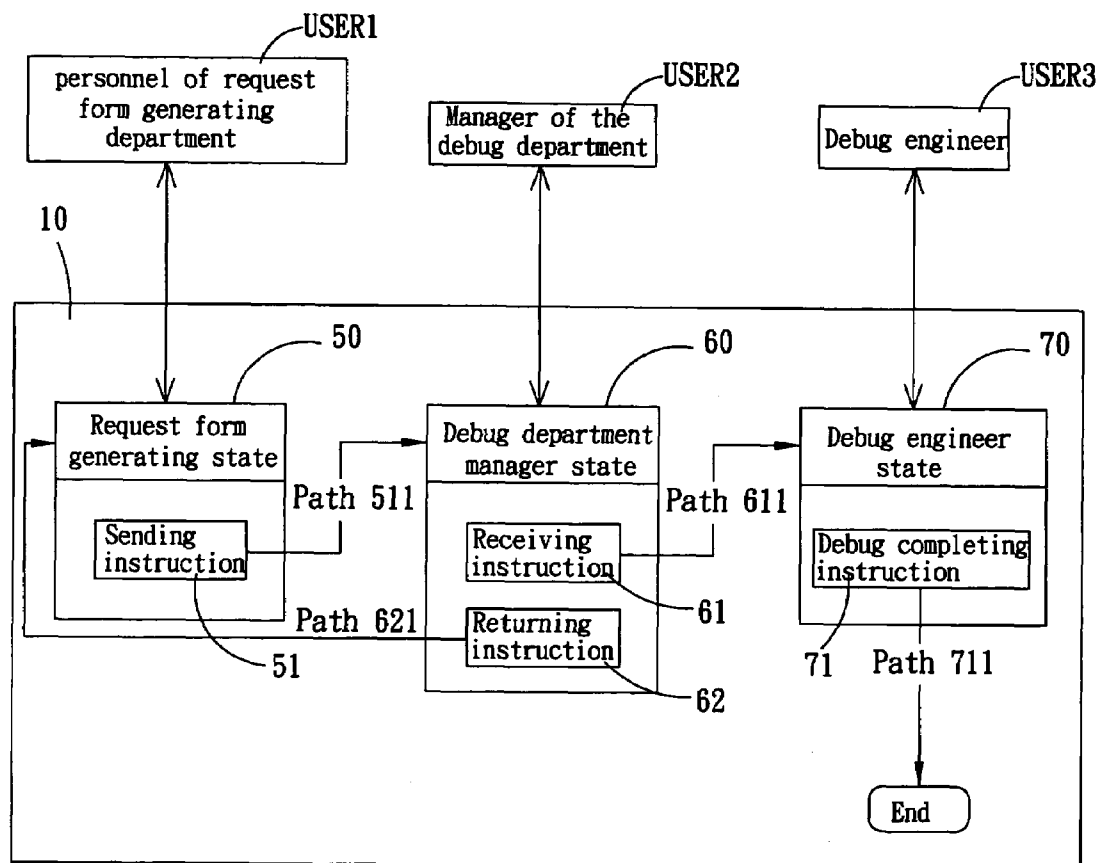 USER1
personnel of request
form generating
department
USER2
Manager of the
debug department
USER3
Debug engineer
10
50
Request form
generating state
60
Debug department
manager state
70
Debug engineer
state
Path 511
Path 611
Sending
instruction
Receiving
instruction
Debug completing
instruction
51
Path 621
Returning
instruction
61
62
71
Path 711
End